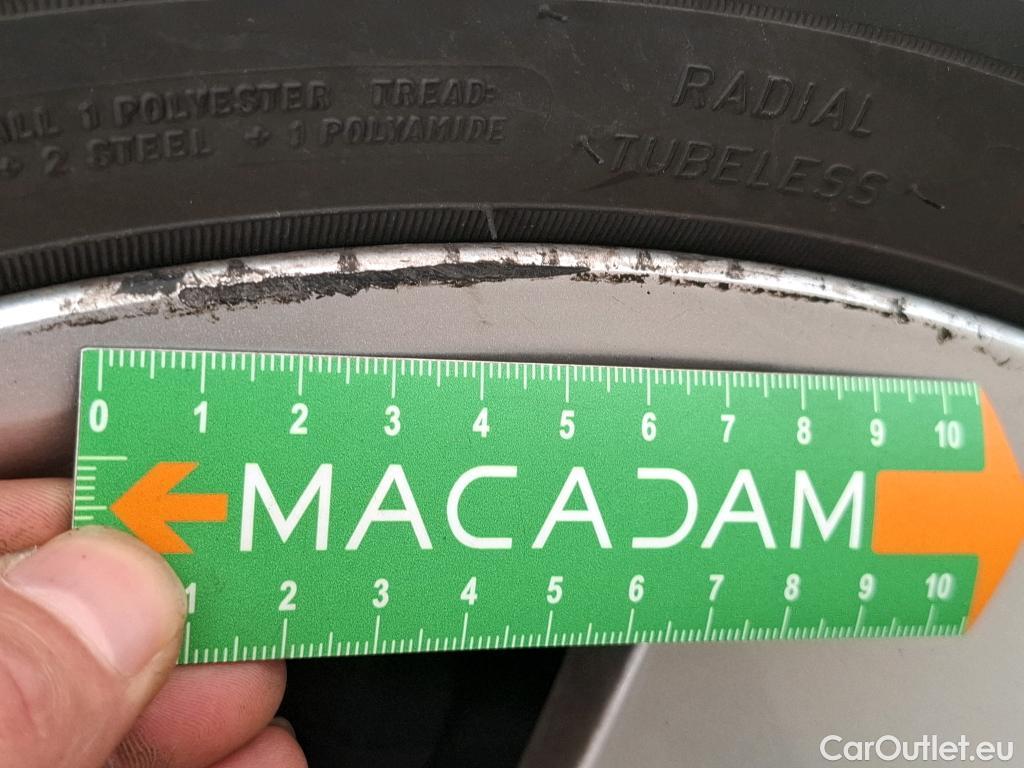 ALL 1 POLYESTER TREAD:
+ 2 STEEL + 1 POLYAMIDE
RADIAL
TUBELESS
0 1 2 3 4 5 6 7 8 9 10
MACADAM
1 2 3 4 5 6 7 8 9 10
CarOutlet.eu